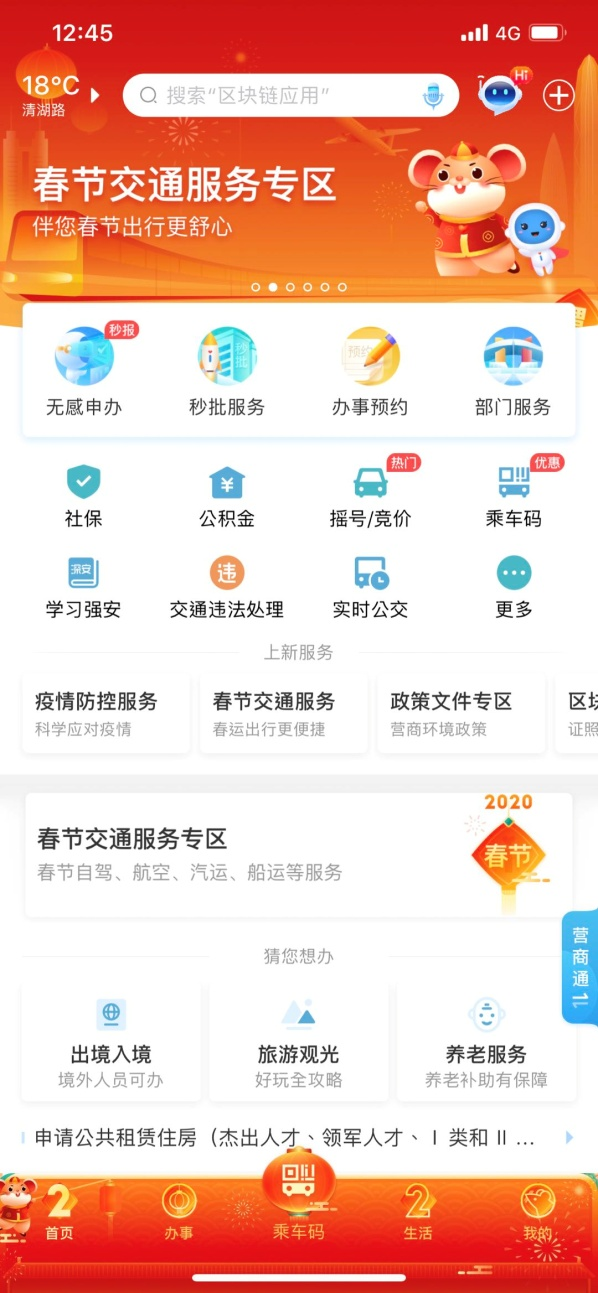 12:45
4G
18°C
清湖路
搜索“区块链应用”
Hi
春节交通服务专区
伴您春节出行更舒心
秒报
秒批
预约
无感申办
秒批服务
办事预约
部门服务
热门
优惠
社保
公积金
摇号/竞价
乘车码
深安
违
学习强安
交通违法处理
实时公交
更多
上新服务
疫情防控服务
春节交通服务
政策文件专区
区块
科学应对疫情
春运出行更便捷
营商环境政策
证照
2020
春节交通服务专区
春节
春节自驾、航空、汽运、船运等服务
营商通
猜您想办
出境入境
旅游观光
养老服务
境外人员可办
好玩全攻略
养老补助有保障
申请公共租赁住房（杰出人才、领军人才、Ⅰ类和Ⅱ...
首页
办事
乘车码
生活
我的